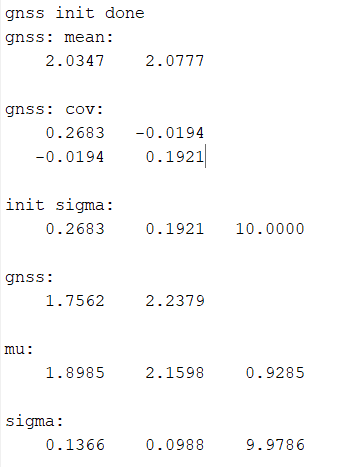 gnss init done
gnss: mean:
2.0347 2.0777
gnss: cov:
0.2683 -0.0194
-0.0194 0.1921
init sigma:
0.2683 0.1921 10.0000
gnss:
1.7562 2.2379
mu:
1.8985 2.1598 0.9285
sigma:
0.1366 0.0988 9.9786